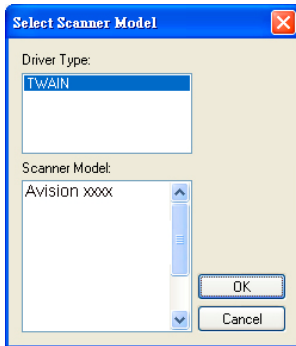 Select Scanner Model
Driver Type:
TWAIN
Scanner Model:
Avision xxxx
OK
Cancel